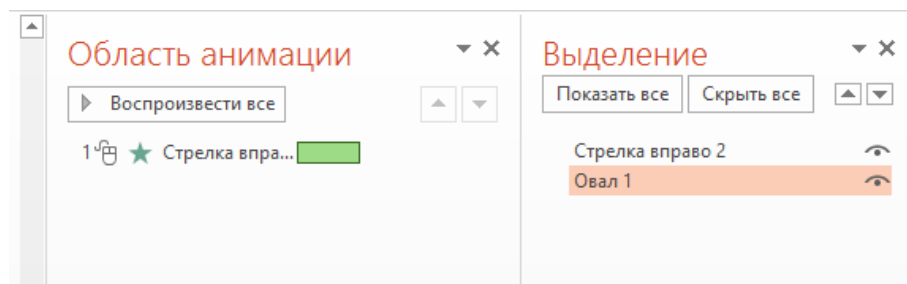 Область анимации
Воспроизвести все
1 Стрелка впра...
Выделение
Показать все Скрыть все
Стрелка вправо 2
Овал 1